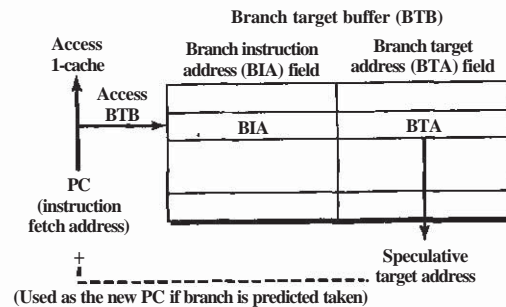 Branch target buffer (BTB)
Access
1-cache
Branch instruction
address (BIA) field
Branch target
address (BTA) field
Access
BTB
BIA
BTA
PC
(instruction
fetch address)
+
Speculative
target address
(Used as the new PC if branch is predicted taken)